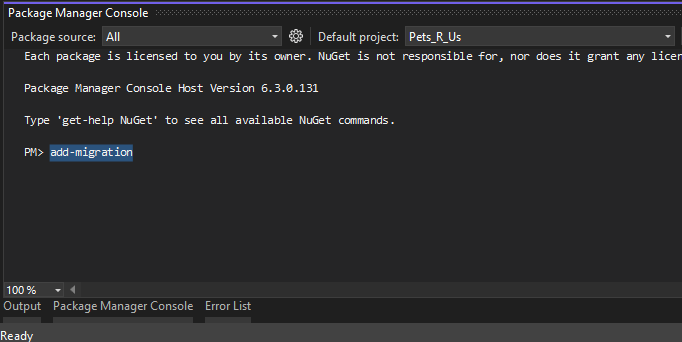 Package Manager Console
Package source: All Default project: Pets_R_Us
Each package is licensed to you by its owner. NuGet is not responsible for, nor does it grant any
Package Manager Console Host Version 6.3.0.131
Type 'get-help NuGet' to see all available NuGet commands.
PM> add-migration
100 %
Output Package Manager Console Error List
Ready